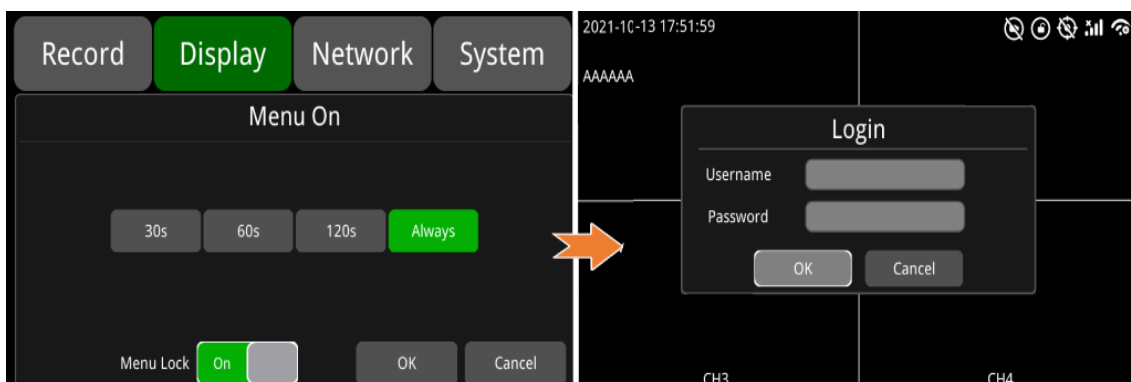 Record Display Network System
Menu On
30s 60s 120s Always
Menu Lock On OK Cancel
2021-10-13 17:51:59
AAAAAA
Login
Username
Password
OK Cancel
CH3 CH4